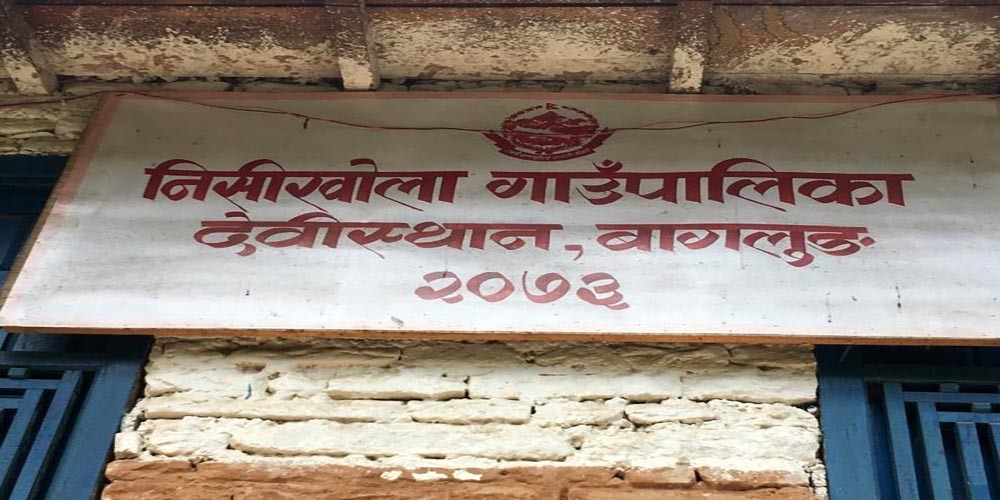 निसीखोला गाउँपालिका
देवीस्थान, बागलुङ
२०७३